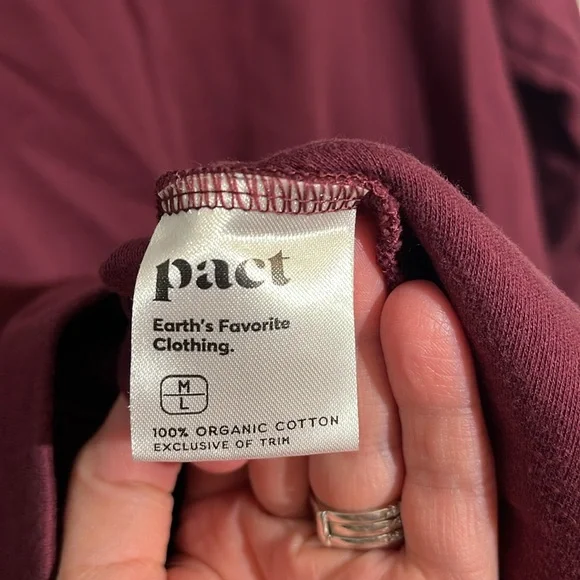 pact
Earth's Favorite
Clothing.
M
L
100% ORGANIC COTTON
EXCLUSIVE OF TRIM